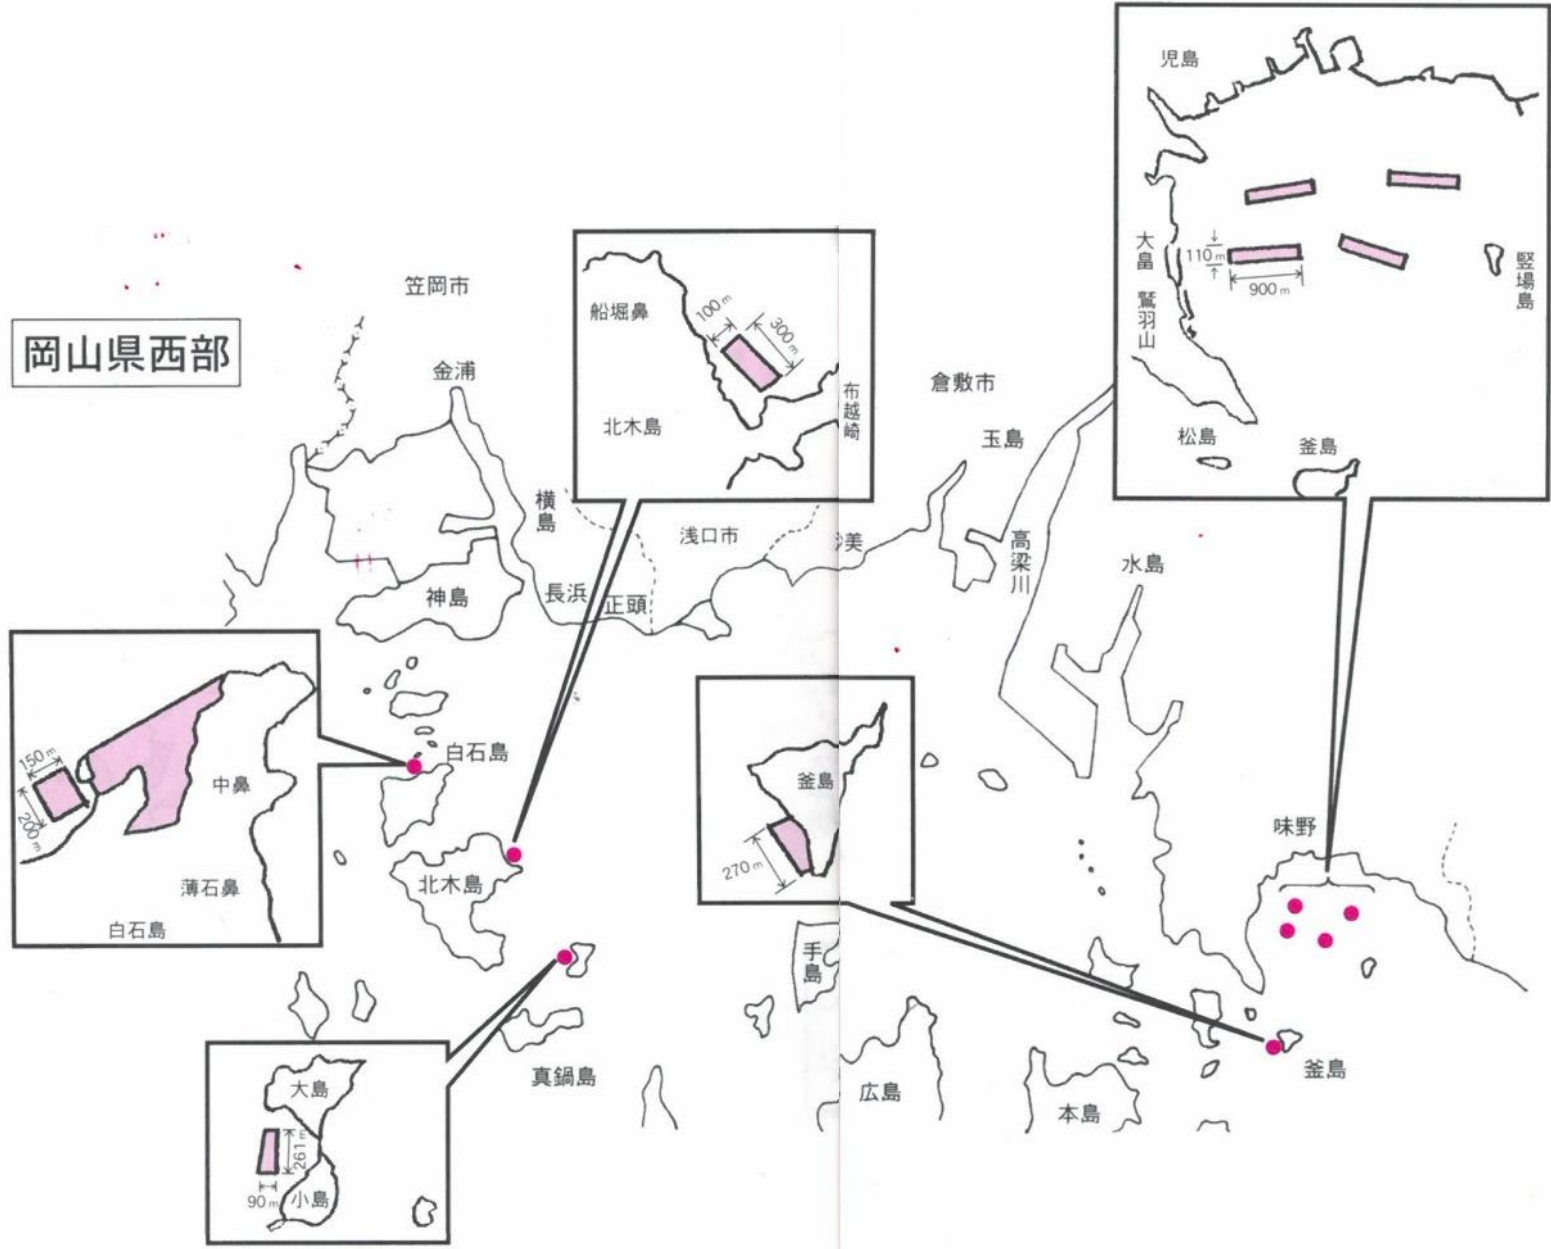 岡山県西部
笠岡市
金浦
横島
神島
長浜
正頭
浅口市
倉敷市
玉島
高梁川
水島
味野
白石島
北木島
真鍋島
手島
広島
本島
釜島
船堀鼻
100m
300m
北木島
布越崎
児島
大畠
鷲羽山
110m
900m
竪場島
松島
釜島
150m
200m
中鼻
薄石鼻
白石島
釜島
270m
大島
261m
90m
小島